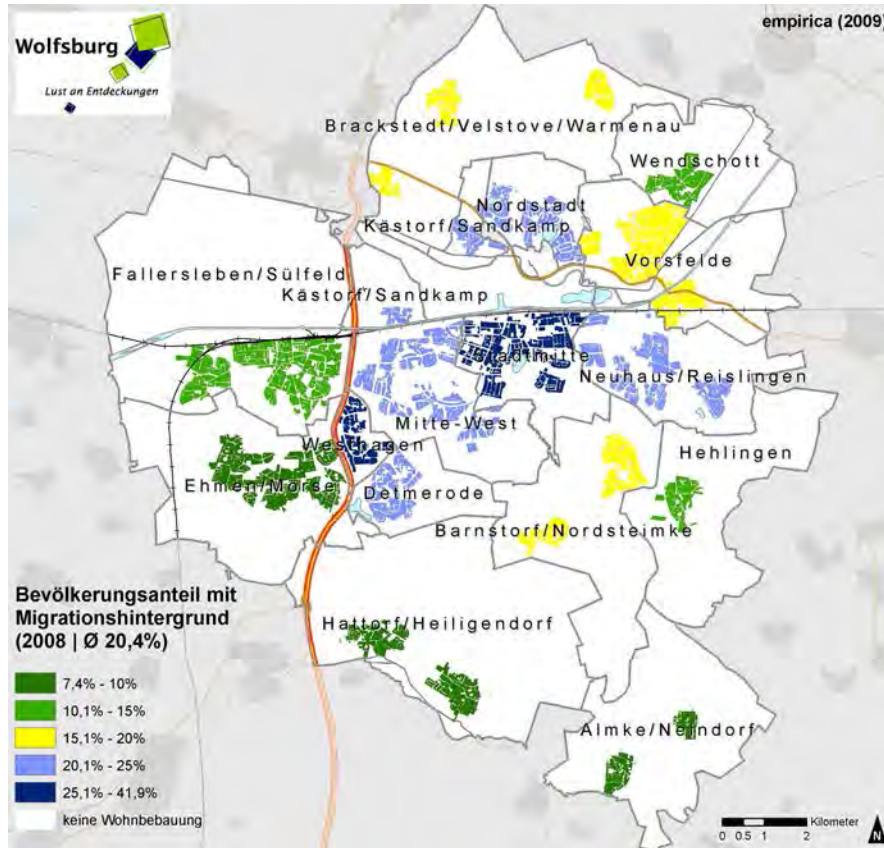 Wolfsburg
Lust an Entdeckungen
empirica (2009)
Brackstedt/Velstove/Warmenau
Wendschott
Nordstadt
Kästorf/Sandkamp
Vorsfelde
Fallersleben/Sülfeld
Kästorf/Sandkamp
Stadtmitte
Neuhaus/Reislingen
Mitte-West
Westhagen
Hehlingen
Ehmen/Mörse
Detmerode
Barnstorf/Nordsteimke
Hattorf/Heiligendorf
Almke/Neindorf
Bevölkerungsanteil mit
Migrationshintergrund
(2008 | Ø 20,4%)
7,4% - 10%
10,1% - 15%
15,1% - 20%
20,1% - 25%
25,1% - 41,9%
keine Wohnbebauung
Kilometer
0 0.5 1 2
N